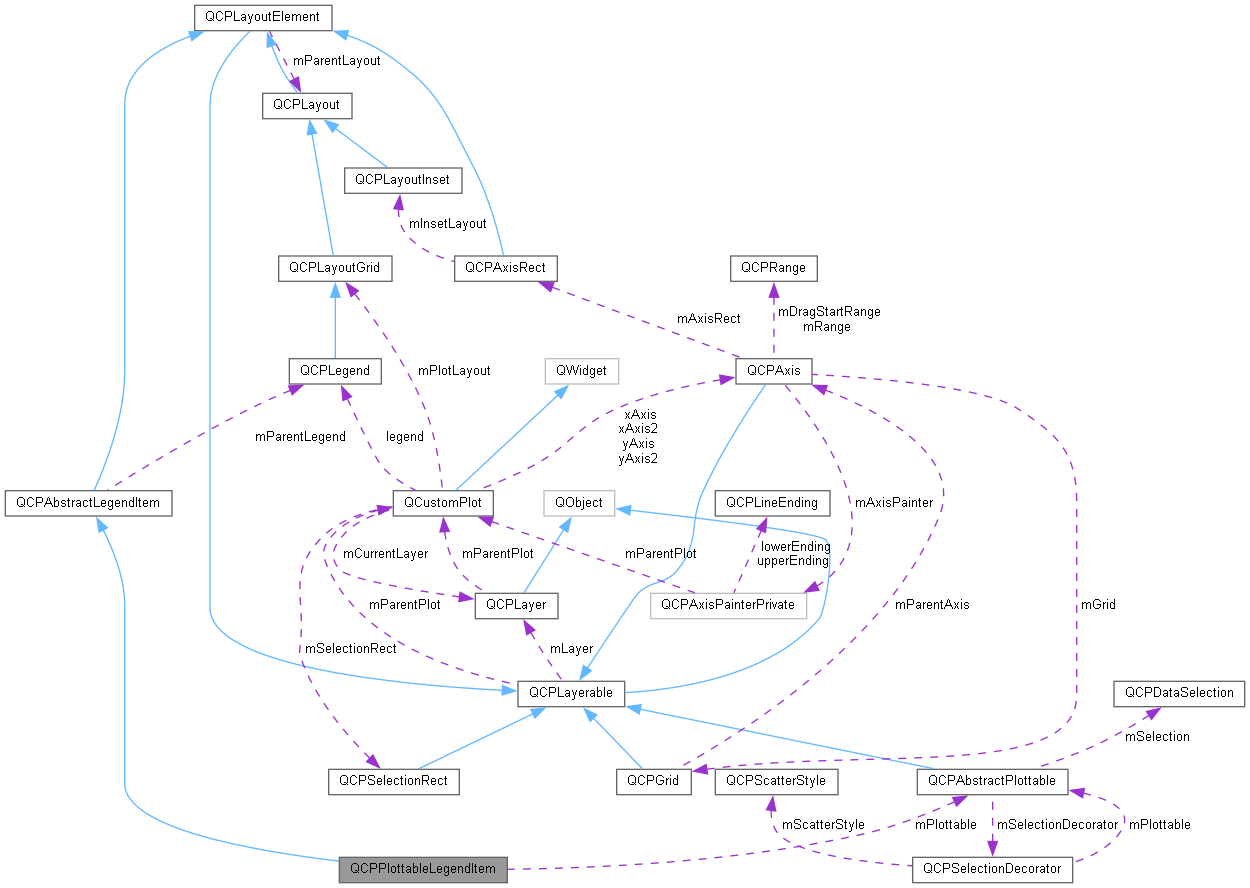 QCPLayoutElement
mParentLayout
QCPLayout
QCPLayoutInset
mInsetLayout
QCPLayoutGrid
QCPAxisRect
QCPRange
mAxisRect
mDragStartRange
mRange
QCPLegend
mPlotLayout
QWidget
QCPAxis
xAxis
xAxis2
yAxis
yAxis2
mParentLegend
legend
QCPAbstractLegendItem
QCustomPlot
QObject
QCPLineEnding
mAxisPainter
mCurrentLayer
mParentPlot
mParentPlot
lowerEnding
upperEnding
mParentPlot
QCPLayer
QCPAxisPainterPrivate
mParentAxis
mGrid
mSelectionRect
mLayer
QCPLayerable
QCPDataSelection
mSelection
QCPSelectionRect
QCPGrid
QCPScatterStyle
QCPAbstractPlottable
mScatterStyle
mPlottable
mSelectionDecorator
mPlottable
QCPPlottableLegendItem
QCPSelectionDecorator